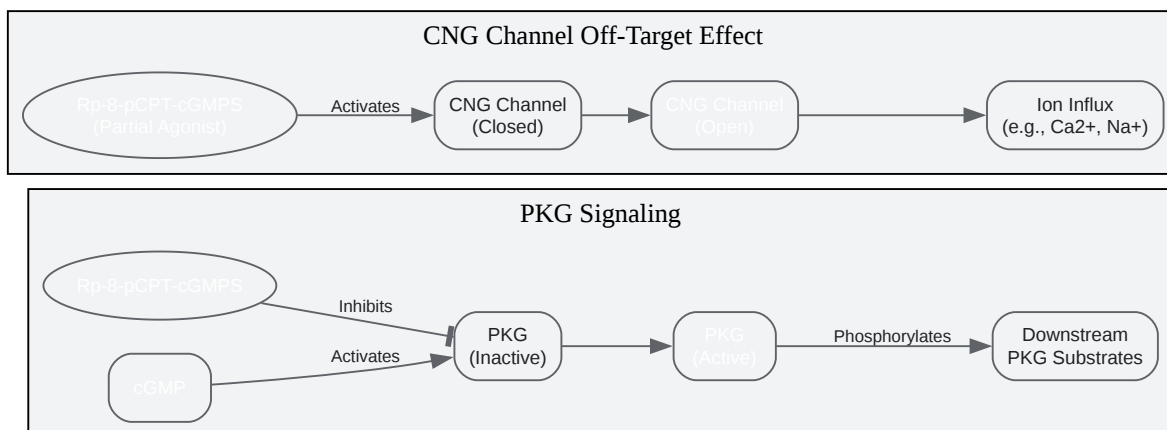 CNG Channel Off-Target Effect
Rp-8-pCPT-cGMPS
(Partial Agonist)
Activates
CNG Channel
(Closed)
CNG Channel
(Open)
Ion Influx
(e.g., Ca2+, Na+)
PKG Signaling
Rp-8-pCPT-cGMPS
Inhibits
cGMP
Activates
PKG
(Inactive)
PKG
(Active)
Phosphorylates
Downstream
PKG Substrates